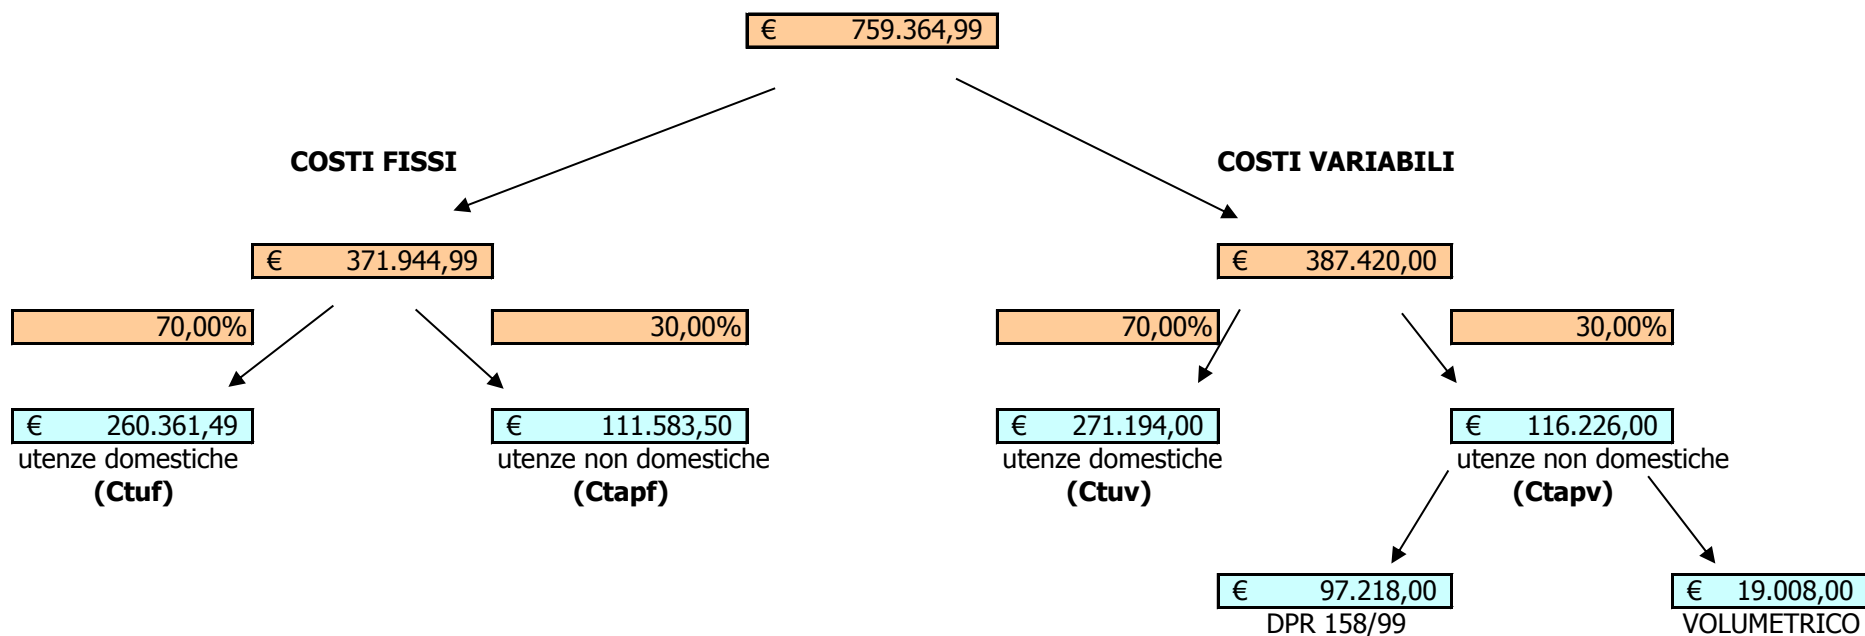 € 759.364,99
COSTI FISSI COSTI VARIABILI
€ 371.944,99 € 387.420,00
70,00% 30,00% 70,00% 30,00%
€ 260.361,49 € 111.583,50 € 271.194,00 € 116.226,00
utenze domestiche utenze non domestiche utenze domestiche utenze non domestiche
(Ctuf) (Ctapf) (Ctuv) (Ctapv)
€ 97.218,00 € 19.008,00
DPR 158/99 VOLUMETRICO